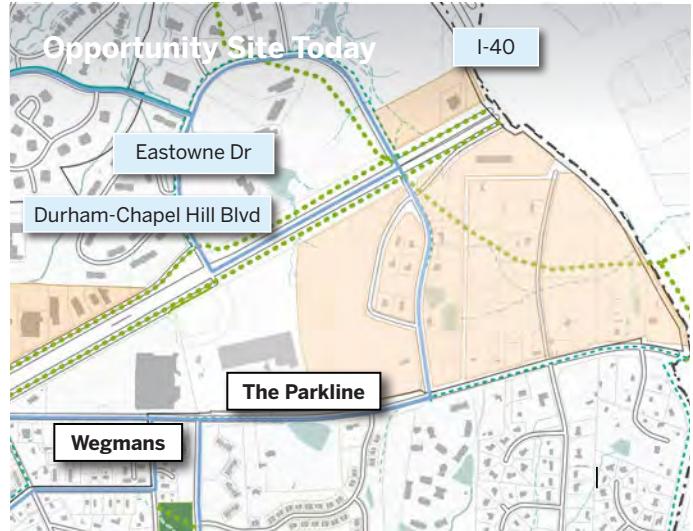 Opportunity Site Today
I-40
Eastowne Dr
Durham-Chapel Hill Blvd
The Parkline
Wegmans